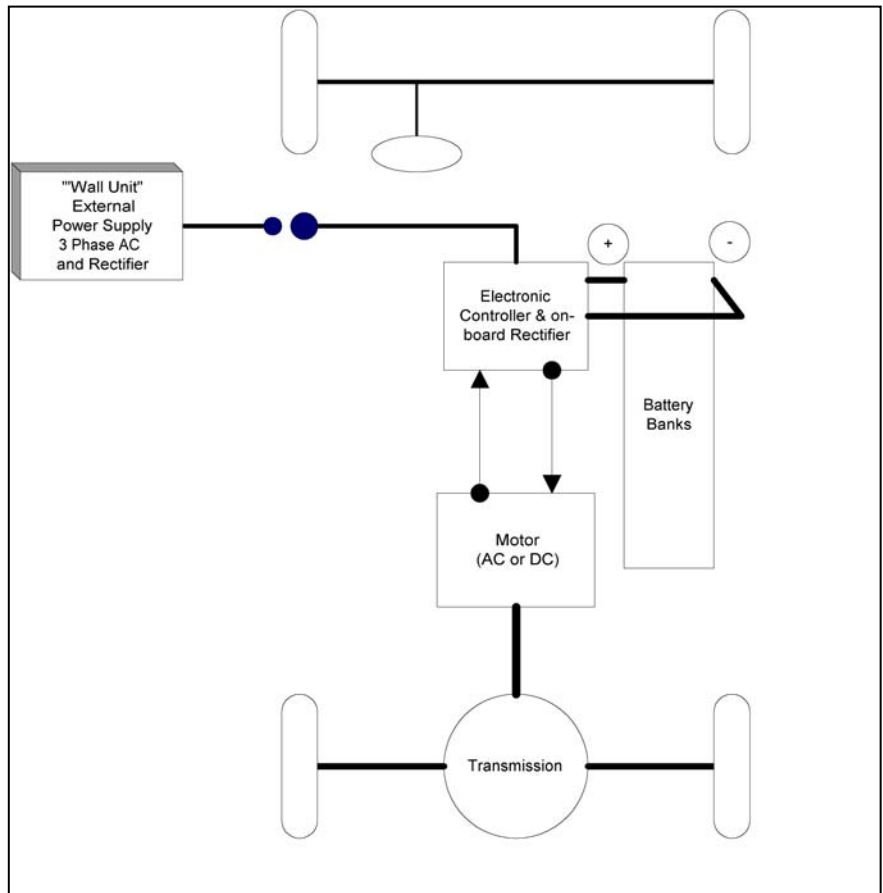 ""Wall Unit"
External
Power Supply
3 Phase AC
and Rectifier
+
-
Electronic
Controller & on-
board Rectifier
Battery
Banks
Motor
(AC or DC)
Transmission